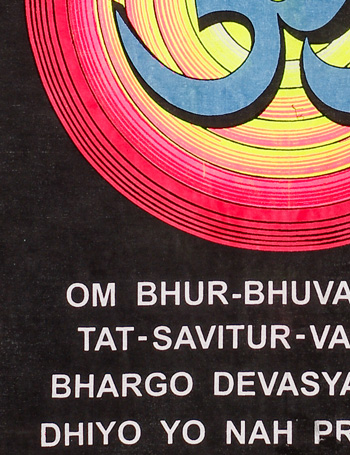 OM BHUR-BHUVA
TAT-SAVITUR-VA
BHARGO DEVASYA
DHIYO YO NAH PR